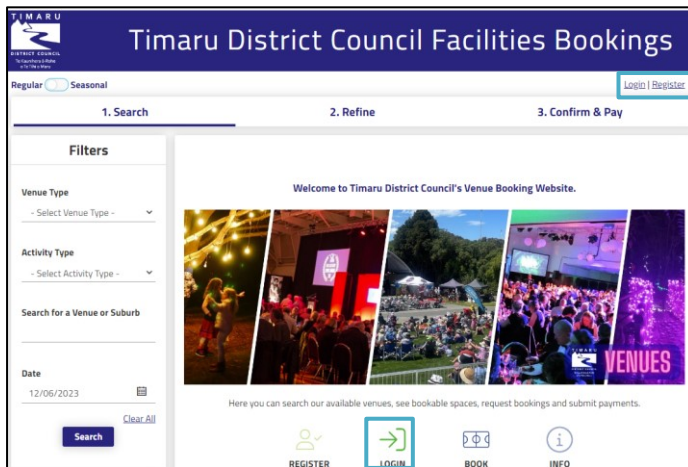 TIMARU
DISTRICT COUNCIL
Timaru District Council Facilities Bookings
Regular Seasonal
Login | Register
1. Search
2. Refine
3. Confirm & Pay
Filters
Venue Type
- Select Venue Type -
Activity Type
- Select Activity Type -
Search for a Venue or Suburb
Date
12/06/2023
Clear All
Search
Welcome to Timaru District Council's Venue Booking Website.
TIMARU
VENUES
Here you can search our available venues, see bookable spaces, request bookings and submit payments.
REGISTER
LOGIN
BOOK
INFO